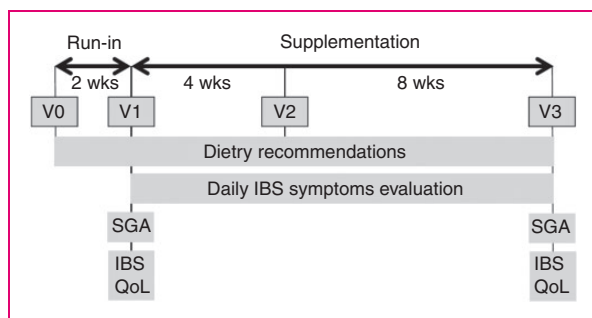 Run-in Supplementation
2 wks 4 wks 8 wks
V0 V1 V2 V3
Dietry recommendations
Daily IBS symptoms evaluation
SGA SGA
IBS IBS
QoL QoL